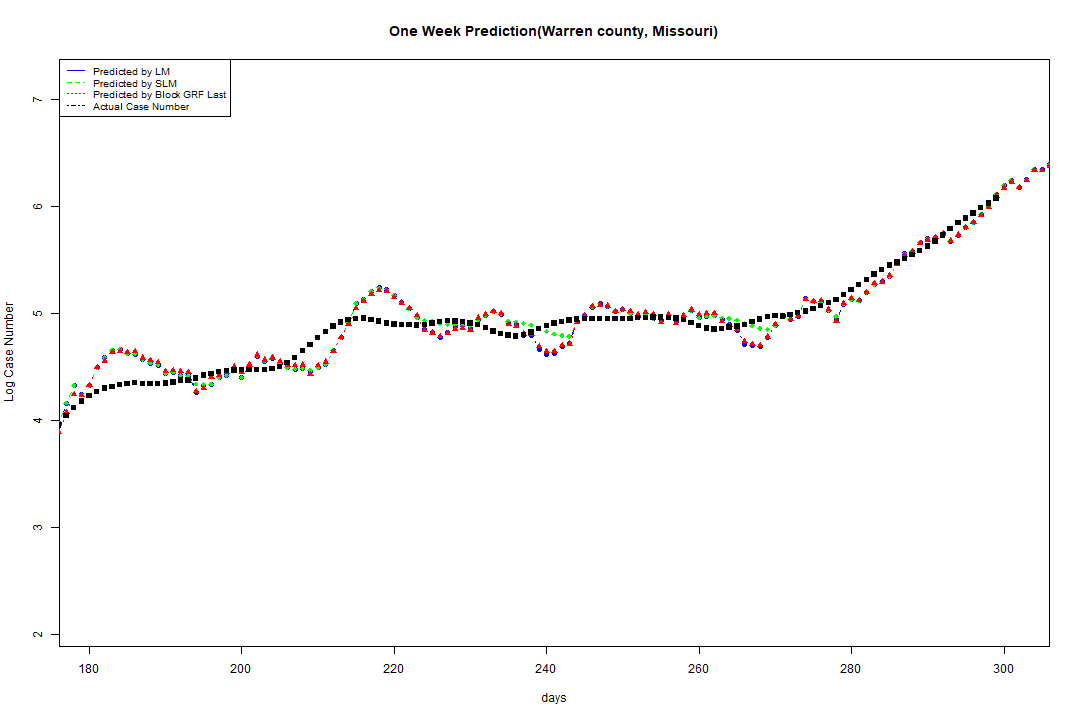 One Week Prediction(Warren county, Missouri)
Predicted by LM
Predicted by SLM
Predicted by Block GRF Last
Actual Case Number
7
6
5
4
3
2
Log Case Number
180 200 220 240 260 280 300
days